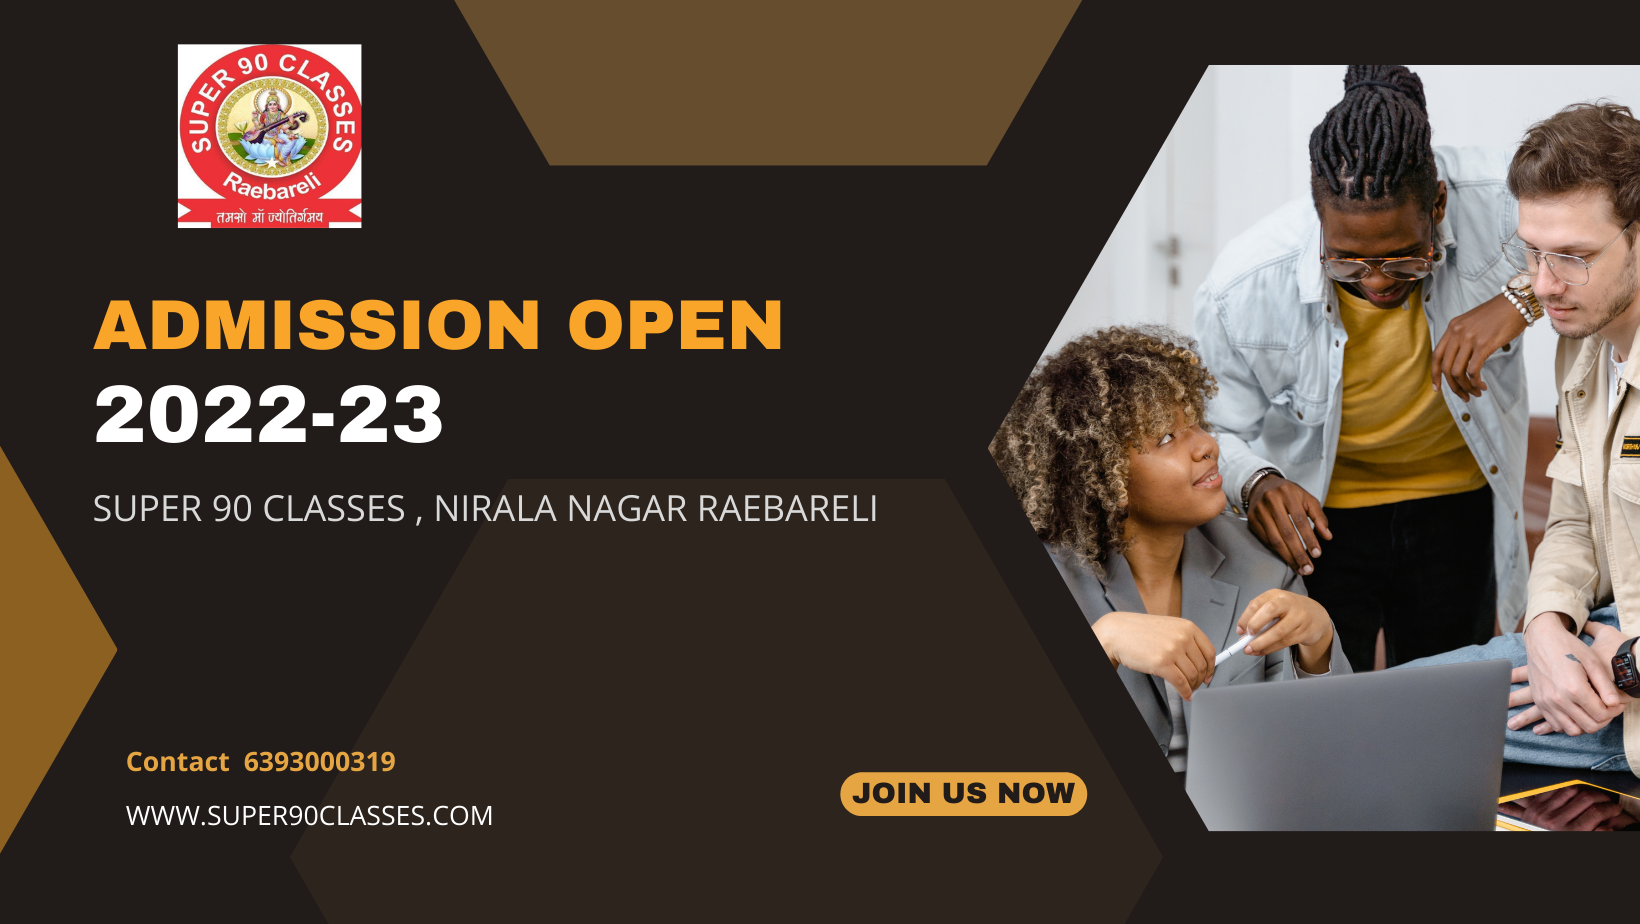 SUPER 90 CLASSES
Raebareli
तमसो मॉ ज्योतिर्गमय
ADMISSION OPEN
2022-23
SUPER 90 CLASSES , NIRALA NAGAR RAEBARELI
Contact 6393000319
WWW.SUPER90CLASSES.COM
JOIN US NOW